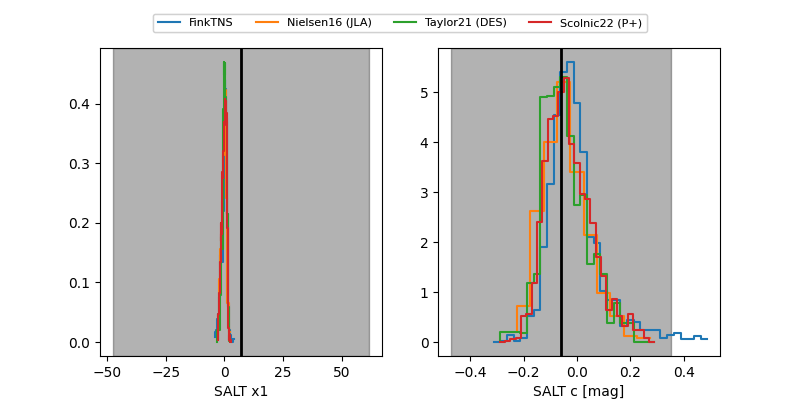 FinkTNS Nielsen16 (JLA) Taylor21 (DES) Scolnic22 (P+)
0.4
0.3
0.2
0.1
0.0
−50 −25 0 25 50
SALT x1
5
4
3
2
1
0
−0.4 −0.2 0.0 0.2 0.4
SALT c [mag]